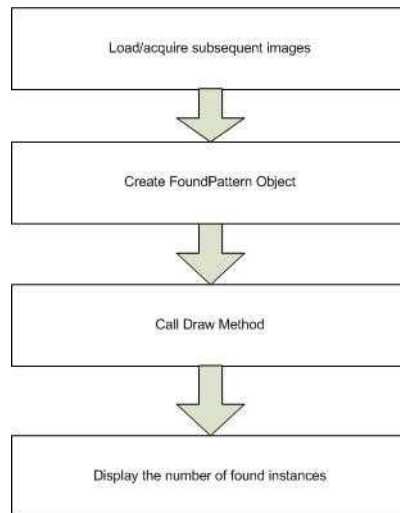 Load/acquire subsequent images
Create FoundPattern Object
Call Draw Method
Display the number of found instances